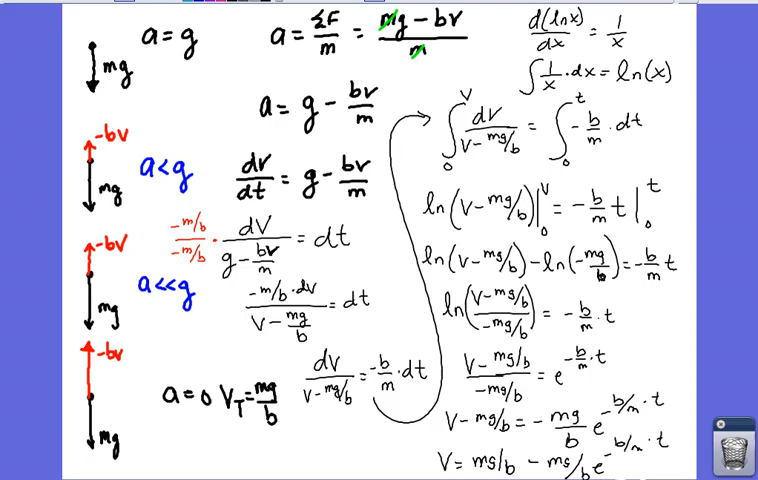 mg
a = g
-bv
mg
a < g
-bv
mg
a << g
-bv
mg
a = 0 V_T = mg/b
a = ΣF/m = (mg - bv)/m
a = g - bv/m
dv/dt = g - bv/m
(-m/b)/(-m/b) · dV/(g - bv/m) = dt
(-m/b · dv)/(V - mg/b) = dt
dV/(V - mg/b) = -b/m · dt
d(lnx)/dx = 1/x
∫ 1/x · dx = ln(x)
∫₀^V dV/(V - mg/b) = ∫₀^t -b/m · dt
ln(V - mg/b)|₀^V = -b/m t|₀^t
ln(V - mg/b) - ln(-mg/b) = -b/m t
ln((V - mg/b)/(-mg/b)) = -b/m · t
(V - mg/b)/(-mg/b) = e^(-b/m · t)
V - mg/b = - mg/b e^(-b/m · t)
V = mg/b - mg/b e^(-b/m · t)